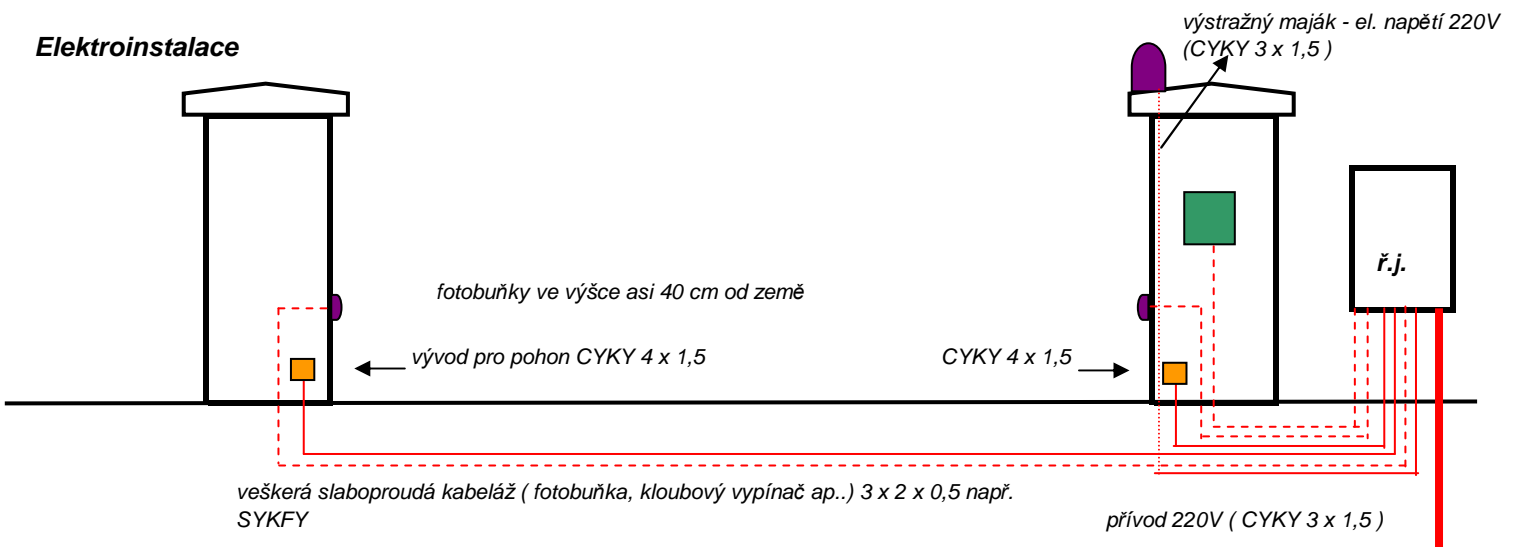 výstražný maják - el. napětí 220V
(CYKY 3 x 1,5 )
Elektroinstalace
ř.j.
fotobuňky ve výšce asi 40 cm od země
vývod pro pohon CYKY 4 x 1,5
CYKY 4 x 1,5
veškerá slaboproudá kabeláž ( fotobuňka, kloubový vypínač ap..) 3 x 2 x 0,5 např.
SYKFY
přívod 220V ( CYKY 3 x 1,5 )